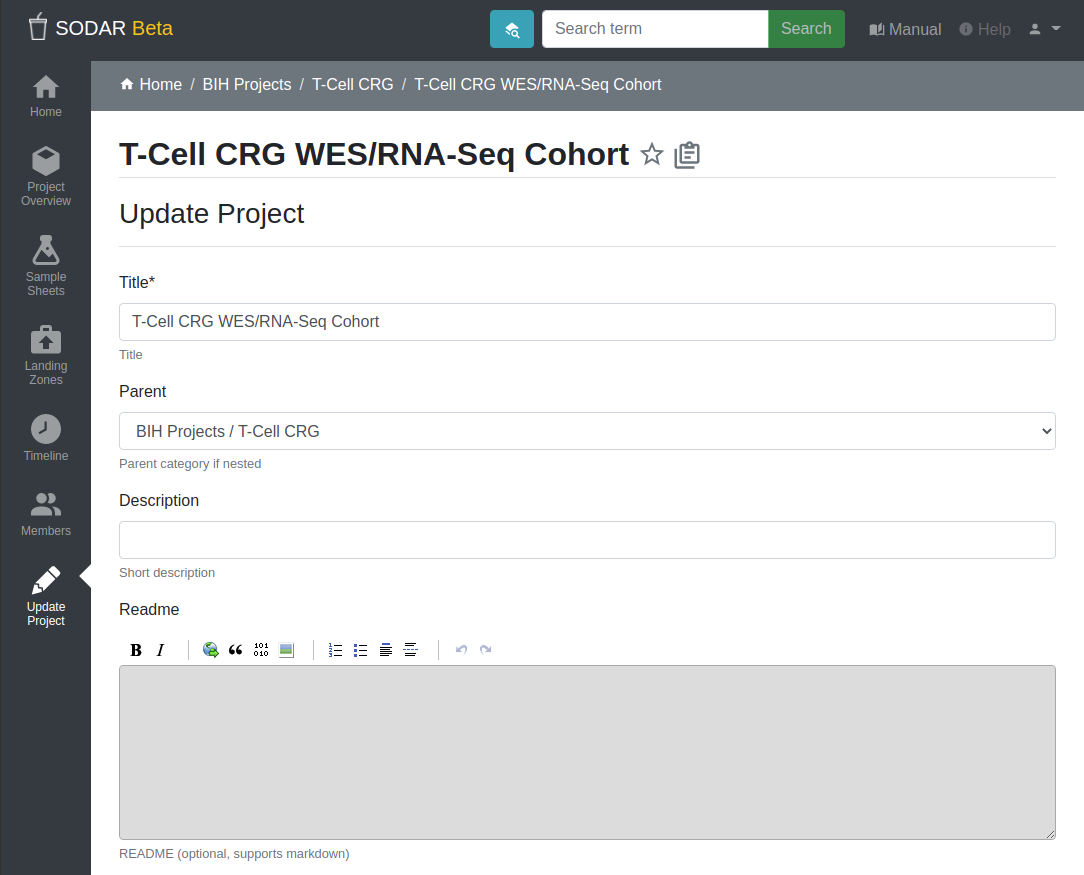 SODAR Beta
Search term
Search
Manual
Help
Home / BIH Projects / T-Cell CRG / T-Cell CRG WES/RNA-Seq Cohort
Home
Project
Overview
Sample
Sheets
Landing
Zones
Timeline
Members
Update
Project
T-Cell CRG WES/RNA-Seq Cohort
Update Project
Title*
T-Cell CRG WES/RNA-Seq Cohort
Title
Parent
BIH Projects / T-Cell CRG
Parent category if nested
Description
Short description
Readme
B I
101
010
README (optional, supports markdown)